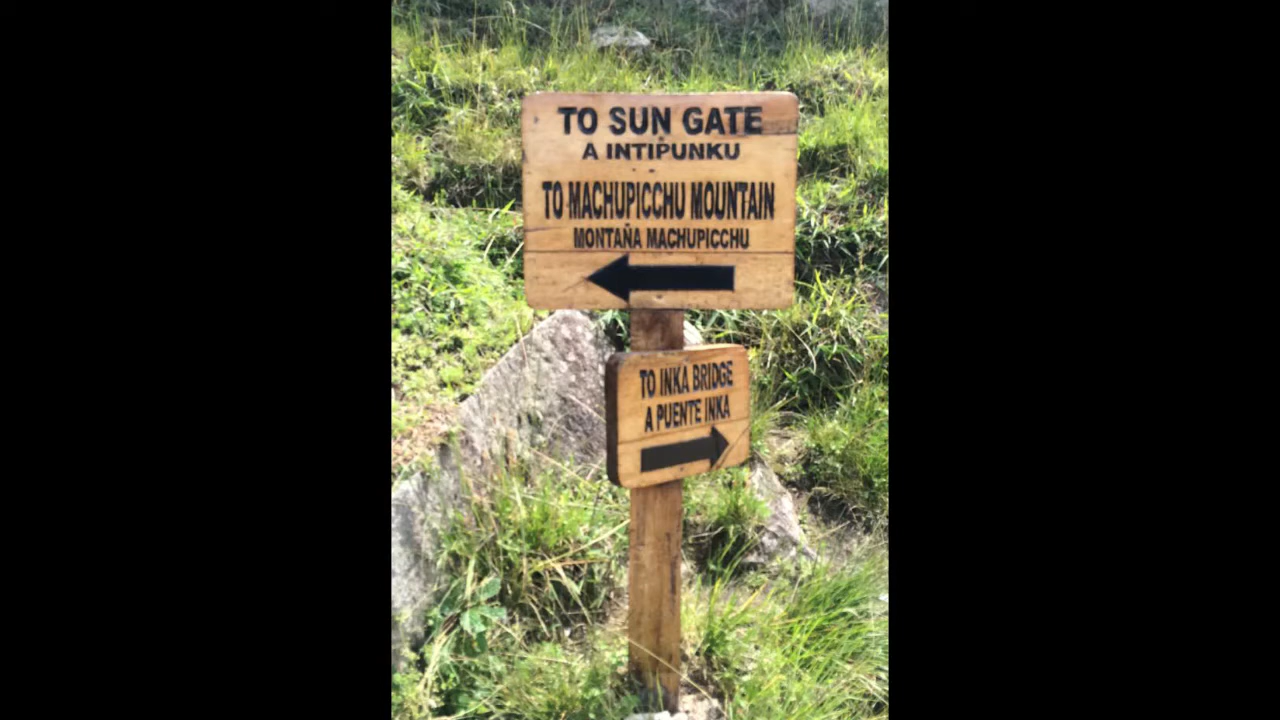 TO SUN GATE
A INTIPUNKU
TO MACHUPICCHU MOUNTAIN
MONTAÑA MACHUPICCHU
TO INKA BRIDGE
A PUENTE INKA